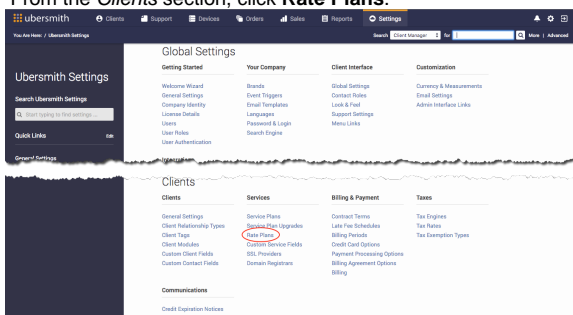 From the Clients section, click Rate Plans.
ubersmith Clients Support Devices Orders Sales Reports Settings
You Are Here: / Ubersmith Settings Search Client Manager for More | Advanced
Global Settings
Ubersmith Settings
Search Ubersmith Settings
Start typing to find settings ...
Quick Links Edit
General Settings
Getting Started Your Company Client Interface Customization
Welcome Wizard Brands Global Settings Currency & Measurements
General Settings Event Triggers Contact Roles Email Settings
Company Identity Email Templates Look & Feel Admin Interface Links
License Details Languages Support Settings
Users Password & Login Menu Links
User Roles Search Engine
User Authentication
Clients
Clients Services Billing & Payment Taxes
General Settings Service Plans Contract Terms Tax Engines
Client Relationship Types Service Plan Upgrades Late Fee Schedules Tax Rates
Client Tags Rate Plans Billing Periods Tax Exemption Types
Client Modules Custom Service Fields Credit Card Options
Custom Client Fields SSL Providers Payment Processing Options
Custom Contact Fields Domain Registrars Billing Agreement Options
Billing
Communications
Credit Expiration Notices